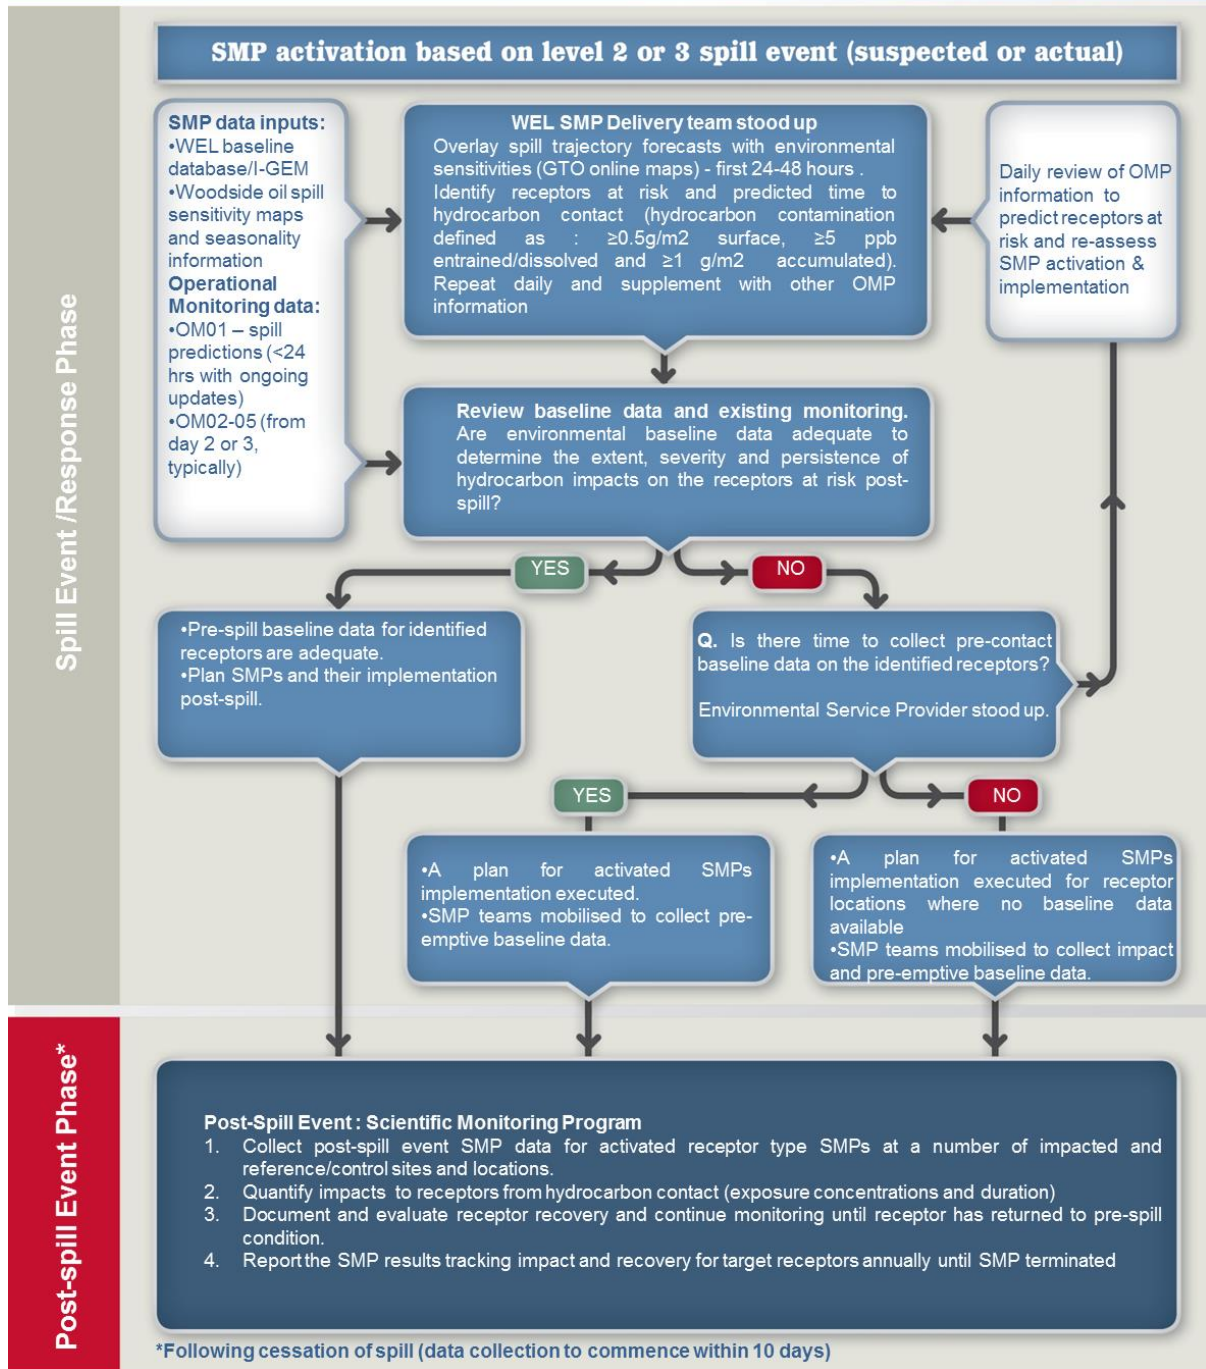 SMP activation based on level 2 or 3 spill event (suspected or actual)
Spill Event /Response Phase
SMP data inputs:
•WEL baseline
database/I-GEM
•Woodside oil spill
sensitivity maps
and seasonality
information
Operational
Monitoring data:
•OM01 – spill
predictions (<24
hrs with ongoing
updates)
•OM02-05 (from
day 2 or 3,
typically)
WEL SMP Delivery team stood up
Overlay spill trajectory forecasts with environmental
sensitivities (GTO online maps) - first 24-48 hours .
Identify receptors at risk and predicted time to
hydrocarbon contact (hydrocarbon contamination
defined as : ≥0.5g/m2 surface, ≥5 ppb
entrained/dissolved and ≥1 g/m2 accumulated).
Repeat daily and supplement with other OMP
information
Daily review of OMP
information to
predict receptors at
risk and re-assess
SMP activation &
implementation
Review baseline data and existing monitoring.
Are environmental baseline data adequate to
determine the extent, severity and persistence of
hydrocarbon impacts on the receptors at risk post-
spill?
YES
NO
•Pre-spill baseline data for identified
receptors are adequate.
•Plan SMPs and their implementation
post-spill.
Q. Is there time to collect pre-contact
baseline data on the identified receptors?
Environmental Service Provider stood up.
YES
NO
•A plan for activated SMPs
implementation executed.
•SMP teams mobilised to collect pre-
emptive baseline data.
•A plan for activated SMPs
implementation executed for receptor
locations where no baseline data
available
•SMP teams mobilised to collect impact
and pre-emptive baseline data.
Post-spill Event Phase*
Post-Spill Event : Scientific Monitoring Program
1. Collect post-spill event SMP data for activated receptor type SMPs at a number of impacted and
reference/control sites and locations.
2. Quantify impacts to receptors from hydrocarbon contact (exposure concentrations and duration)
3. Document and evaluate receptor recovery and continue monitoring until receptor has returned to pre-spill
condition.
4. Report the SMP results tracking impact and recovery for target receptors annually until SMP terminated
*Following cessation of spill (data collection to commence within 10 days)